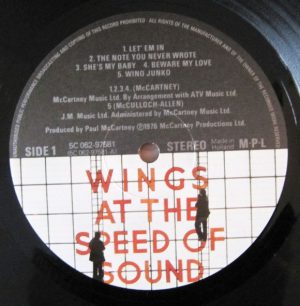 1. LET EM IN
2. THE NOTE YOU NEVER WROTE
3. SHE'S MY BABY 4. BEWARE MY LOVE
5. WINO JUNKO
1.2.3.4. (McCARTNEY)
McCartney Music Ltd. By Arrangement with ATV Music Ltd.
5 (McCULLOCH-ALLEN)
J.M. Music Ltd. Administered by McCartney Music Ltd.
Produced by Paul McCartney ℗1976 McCartney Productions Ltd.
SIDE 1
5C 062-97581
STEREO
Made in Holland
M·P·L
WINGS
AT THE
SPEED OF
SOUND